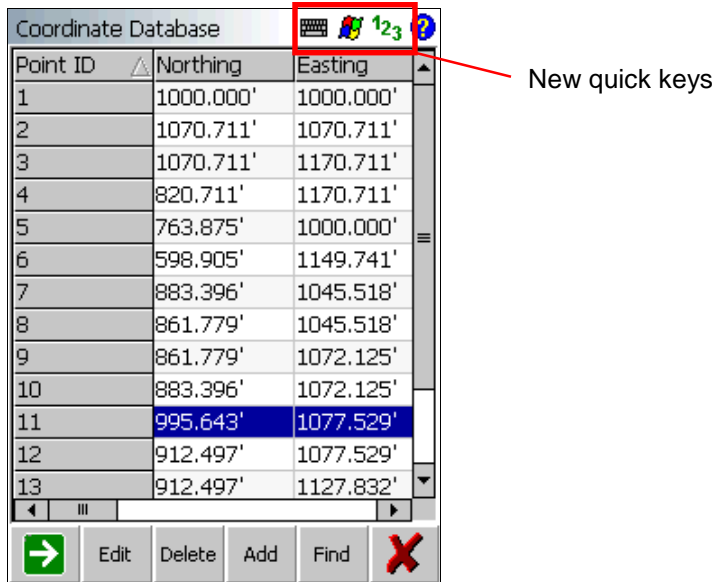 Coordinate Database 123 ?
New quick keys
Point ID Northing Easting
1 1000.000' 1000.000'
2 1070.711' 1070.711'
3 1070.711' 1170.711'
4 820.711' 1170.711'
5 763.875' 1000.000'
6 598.905' 1149.741'
7 883.396' 1045.518'
8 861.779' 1045.518'
9 861.779' 1072.125'
10 883.396' 1072.125'
11 995.643' 1077.529'
12 912.497' 1077.529'
13 912.497' 1127.832'
Edit Delete Add Find